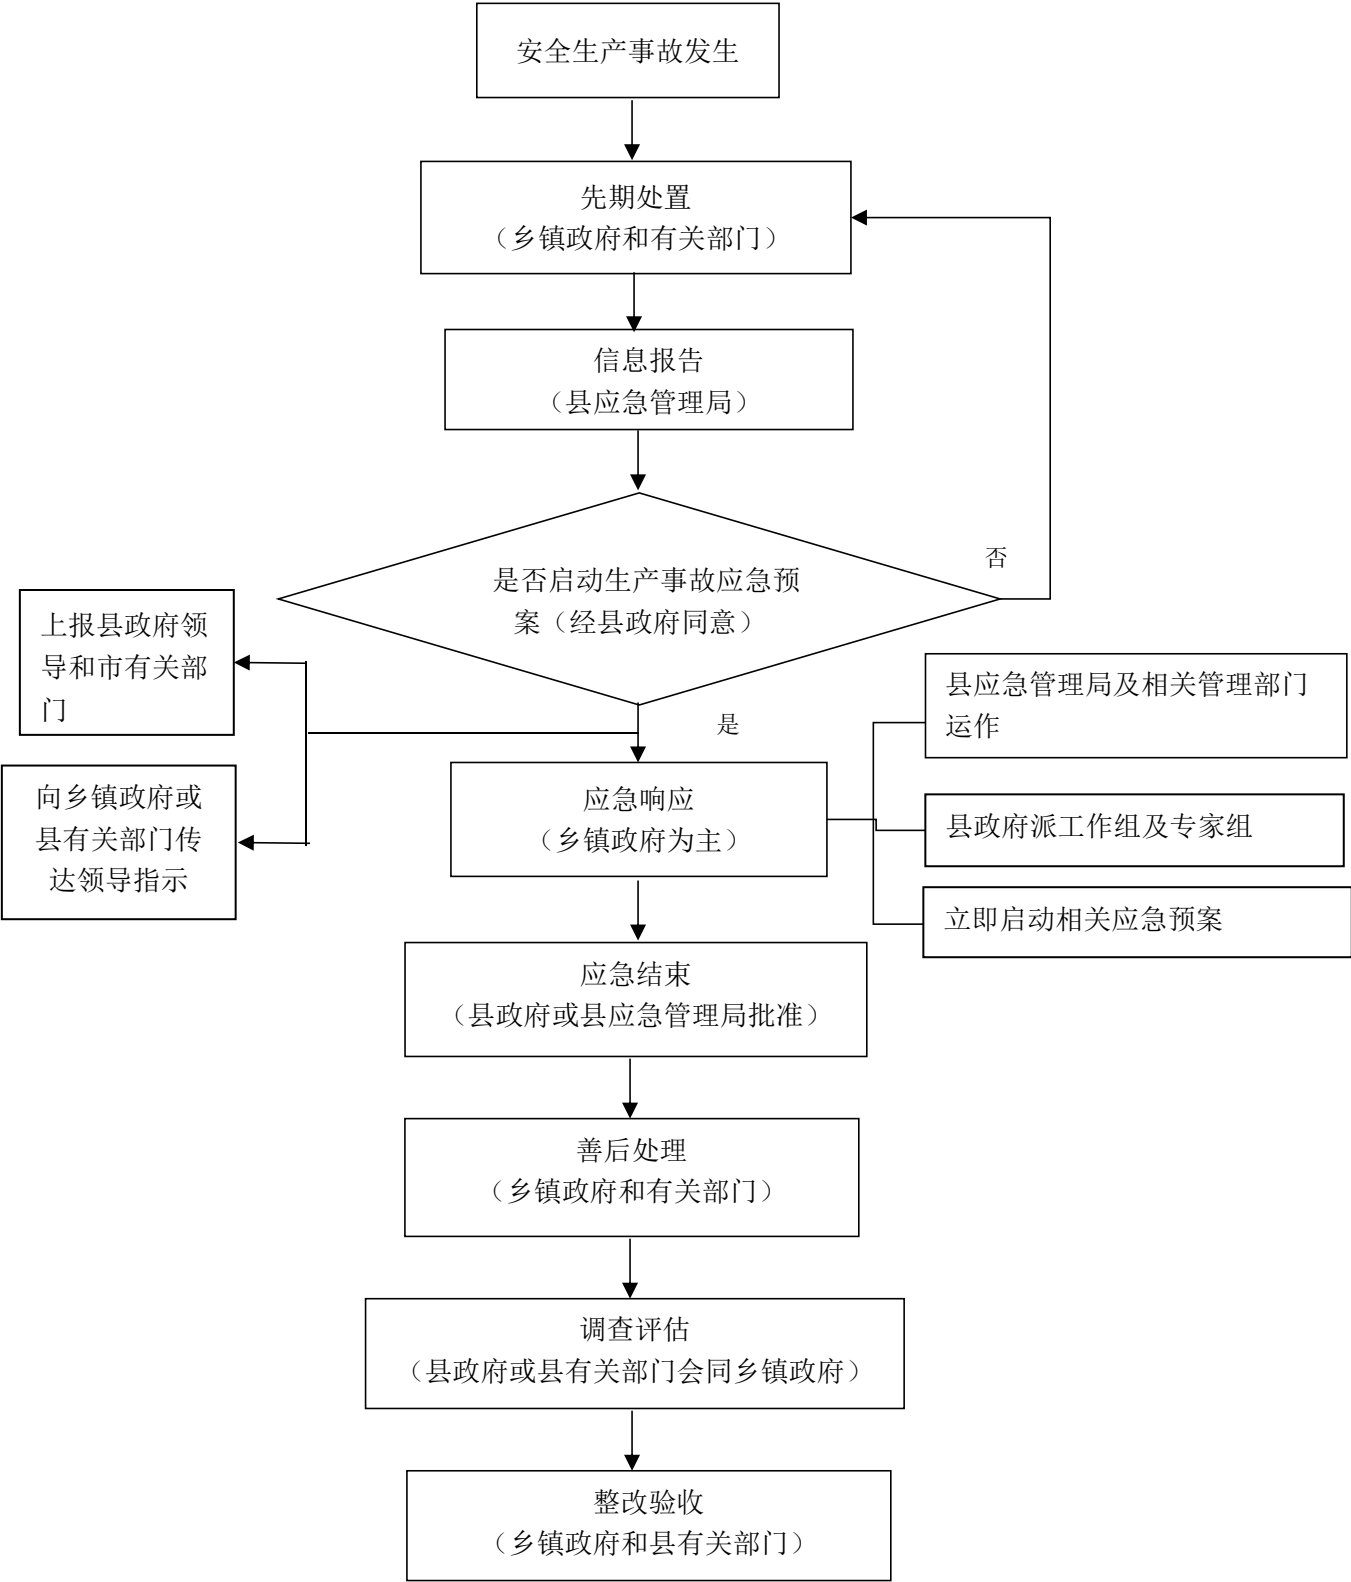 安全生产事故发生
先期处置
（乡镇政府和有关部门）
信息报告
（县应急管理局）
是否启动生产事故应急预
案（经县政府同意）
否
是
上报县政府领
导和市有关部
门
向乡镇政府或
县有关部门传
达领导指示
县应急管理局及相关管理部门
运作
县政府派工作组及专家组
立即启动相关应急预案
应急响应
（乡镇政府为主）
应急结束
（县政府或县应急管理局批准）
善后处理
（乡镇政府和有关部门）
调查评估
（县政府或县有关部门会同乡镇政府）
整改验收
（乡镇政府和县有关部门）